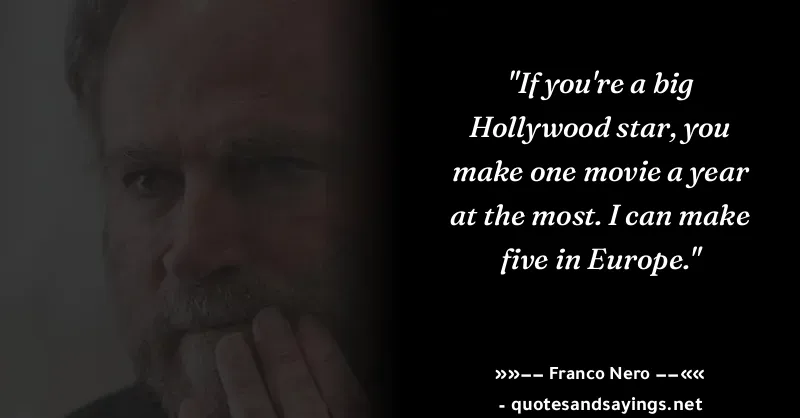 "If you're a big
Hollywood star, you
make one movie a year
at the most. I can make
five in Europe."
»»−− Franco Nero −−««
- quotesandsayings.net